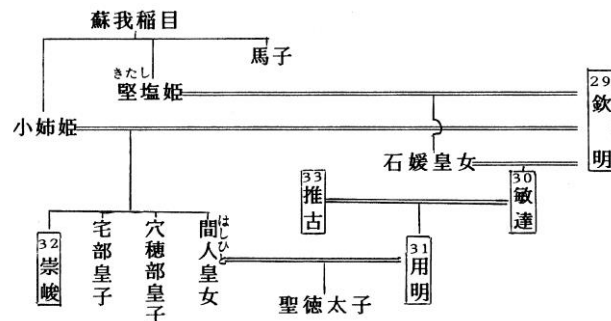 蘇我稲目
馬子
きたし
堅塩姫
29
欽明
小姉姫
石媛皇女
30
敏達
33
推古
32
崇峻
宅部皇子
穴穂部皇子
間人皇女
はしひと
31
用明
聖徳太子